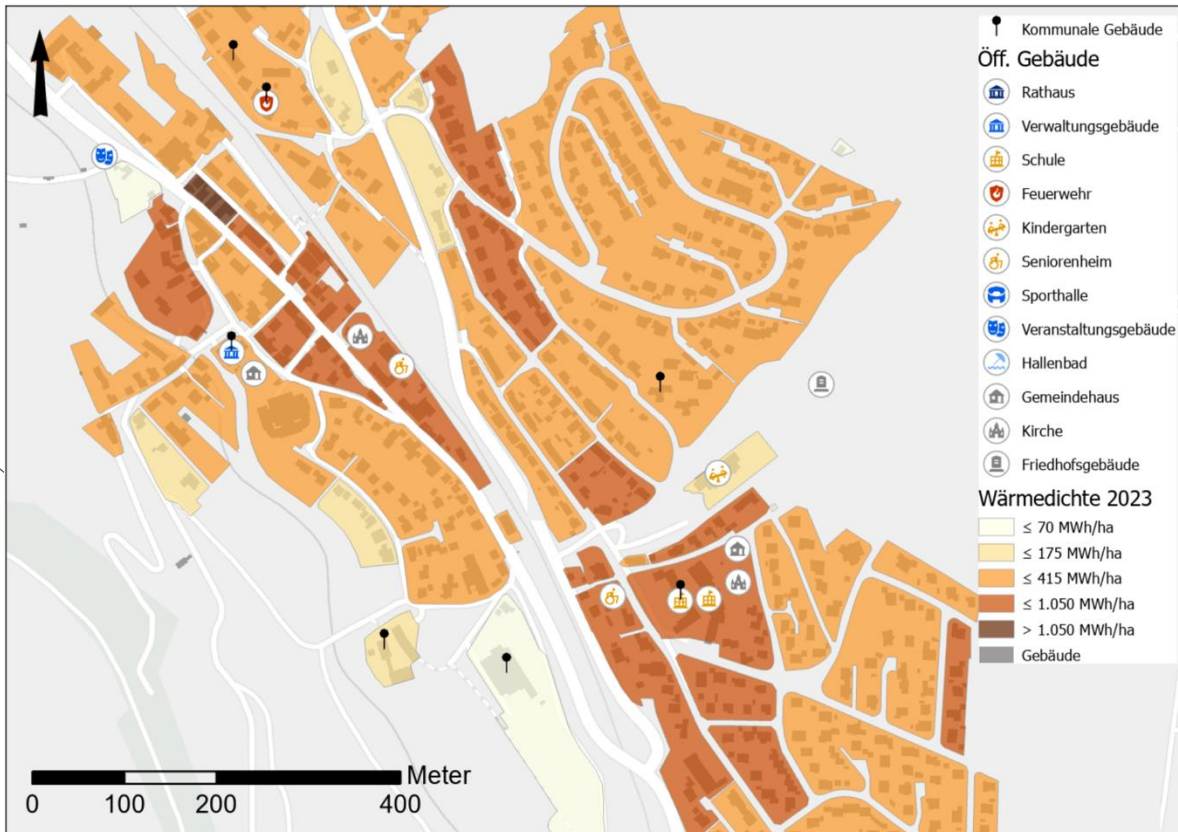 Kommunale Gebäude
Öff. Gebäude
Rathaus
Verwaltungsgebäude
Schule
Feuerwehr
Kindergarten
Seniorenheim
Sporthalle
Veranstaltungsgebäude
Hallenbad
Gemeindehaus
Kirche
Friedhofsgebäude
Wärmedichte 2023
≤ 70 MWh/ha
≤ 175 MWh/ha
≤ 415 MWh/ha
≤ 1.050 MWh/ha
> 1.050 MWh/ha
Gebäude
Meter
0 100 200 400